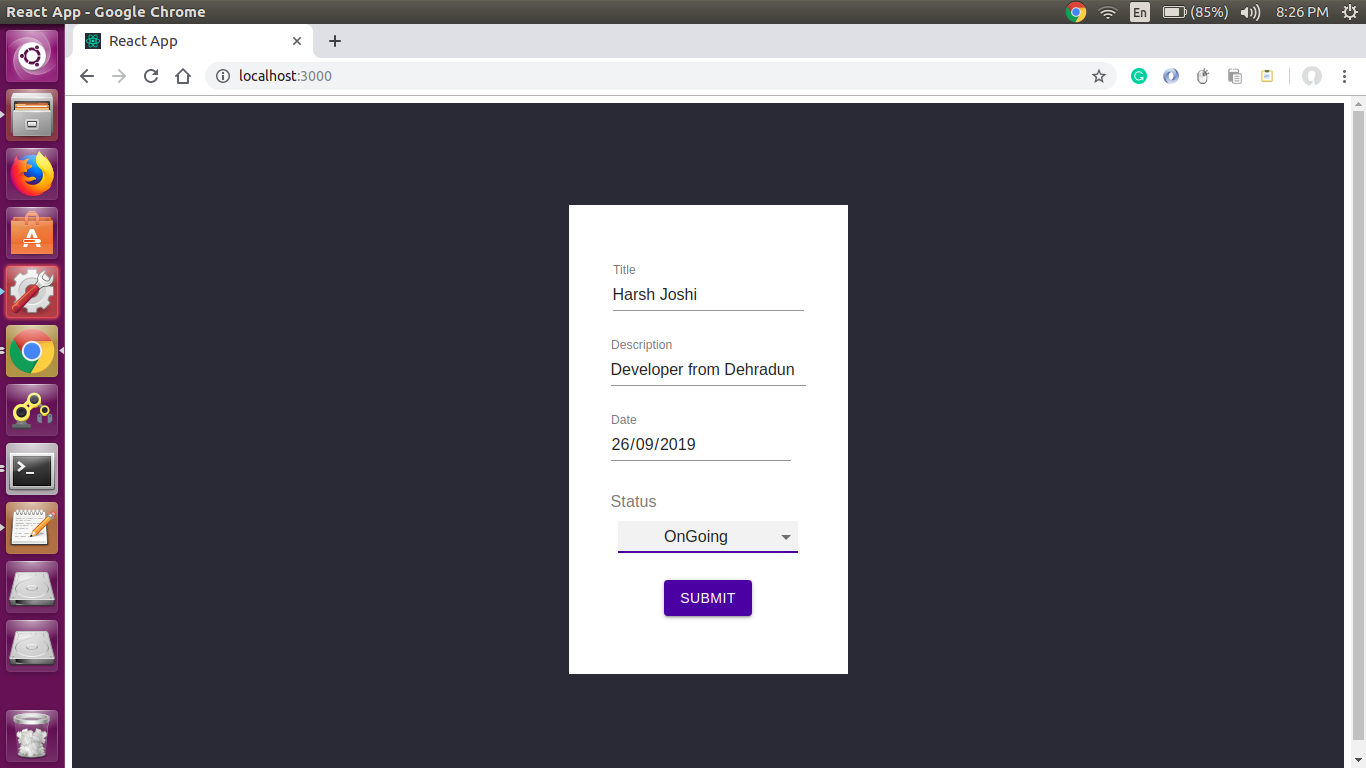 React App - Google Chrome
En
(85%)
8:26 PM
React App
localhost:3000
Title
Harsh Joshi
Description
Developer from Dehradun
Date
26/09/2019
Status
OnGoing
SUBMIT